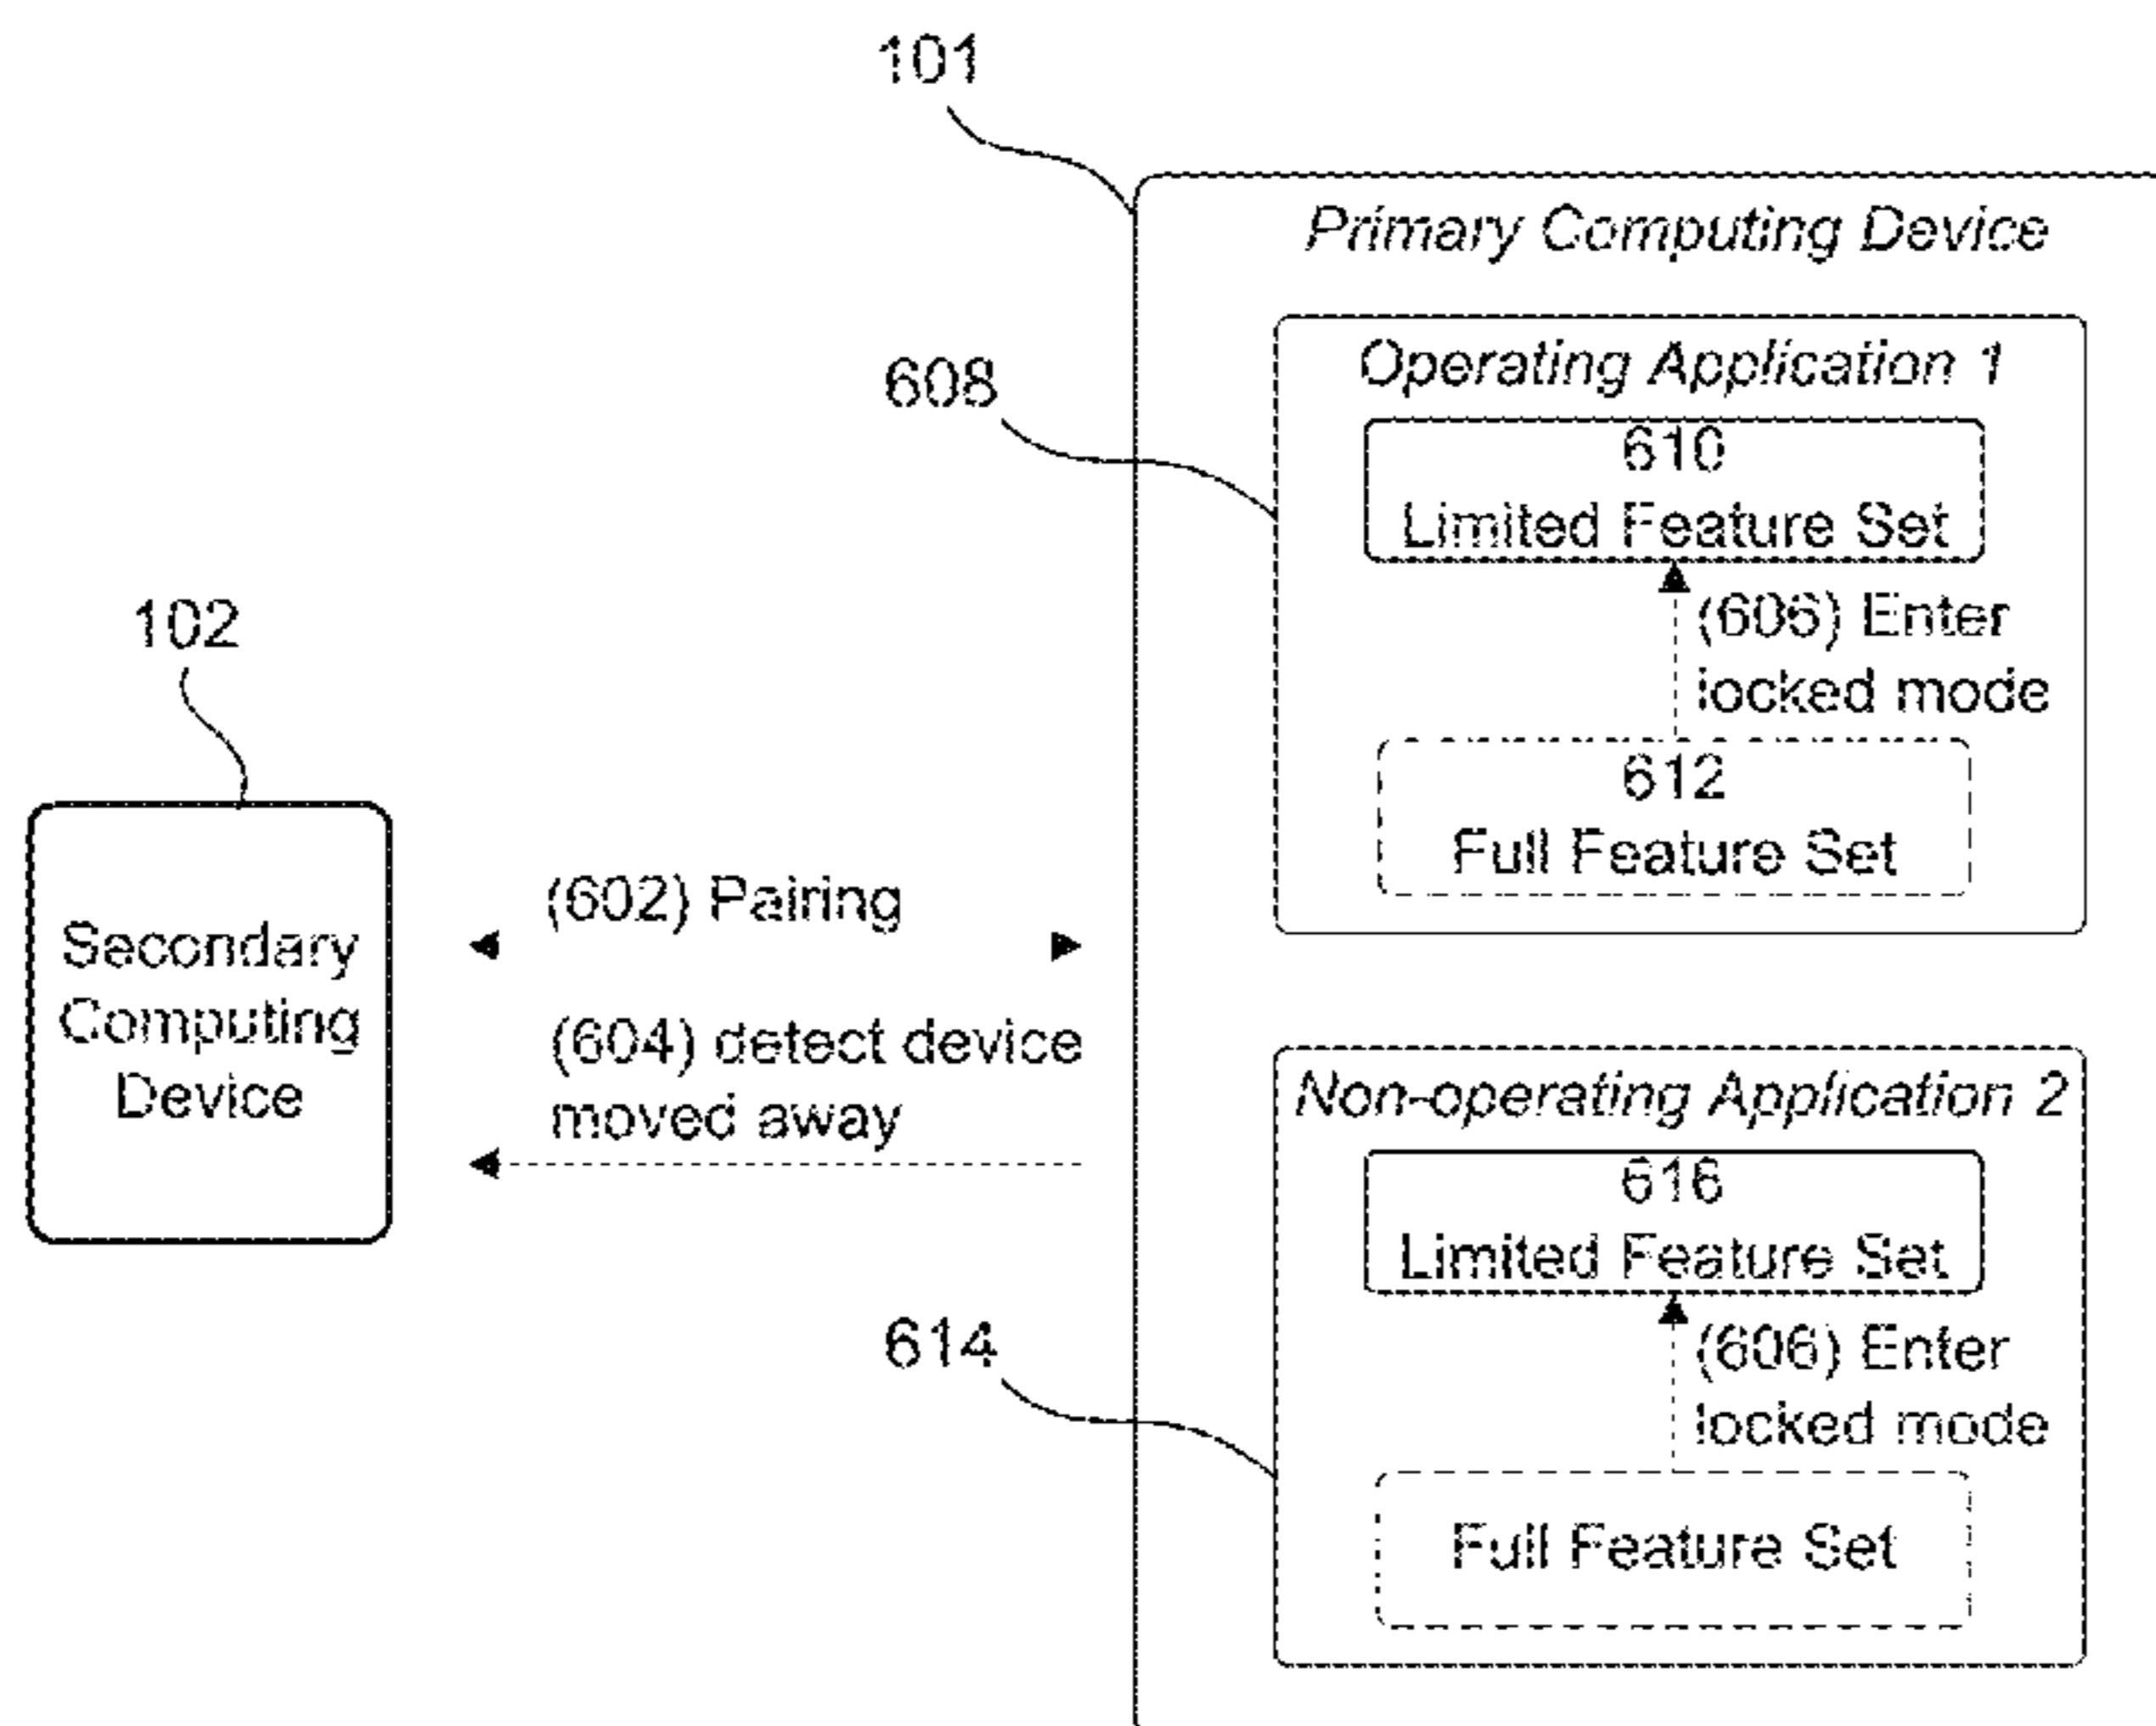 101
Primary Computing Device
608
Operating Application 1
610
Limited Feature Set
(606) Enter
locked mode
612
Full Feature Set
102
Secondary
Computing
Device
(602) Pairing
(604) detect device
moved away
Non-operating Application 2
616
Limited Feature Set
614
(606) Enter
locked mode
Full Feature Set